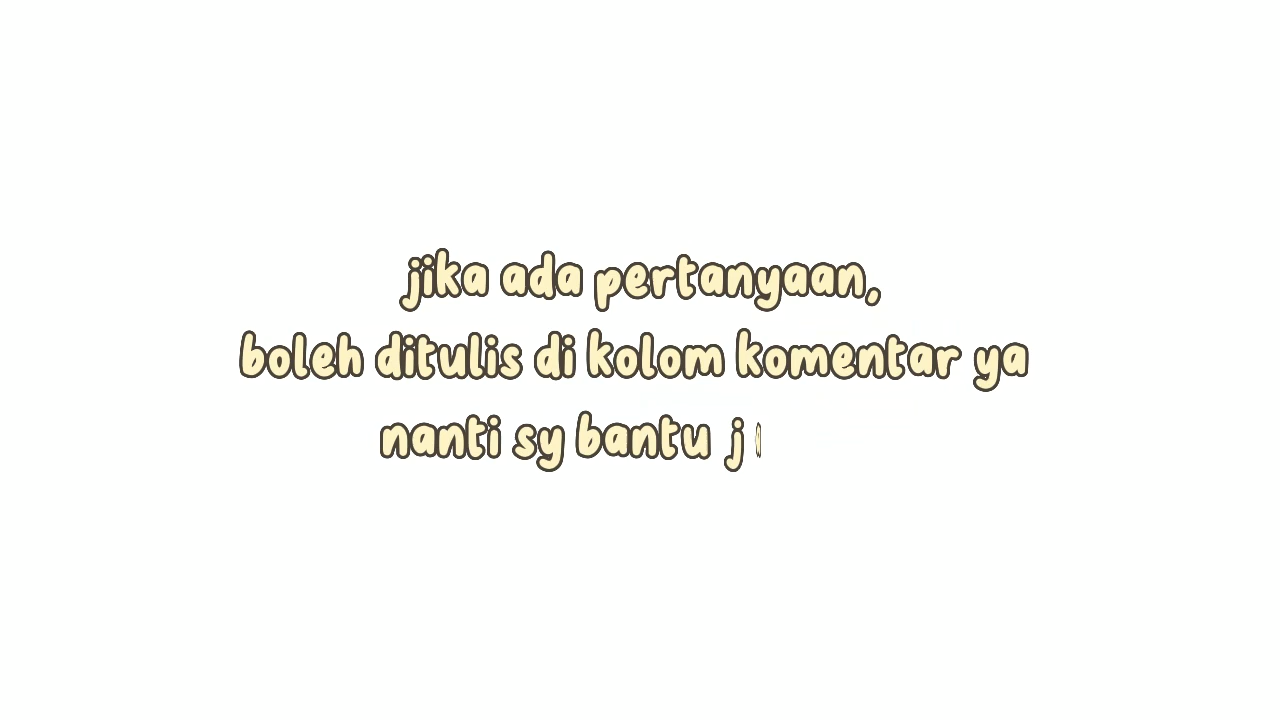 jika ada pertanyaan,
boleh ditulis di kolom komentar ya
nanti sy bantu j